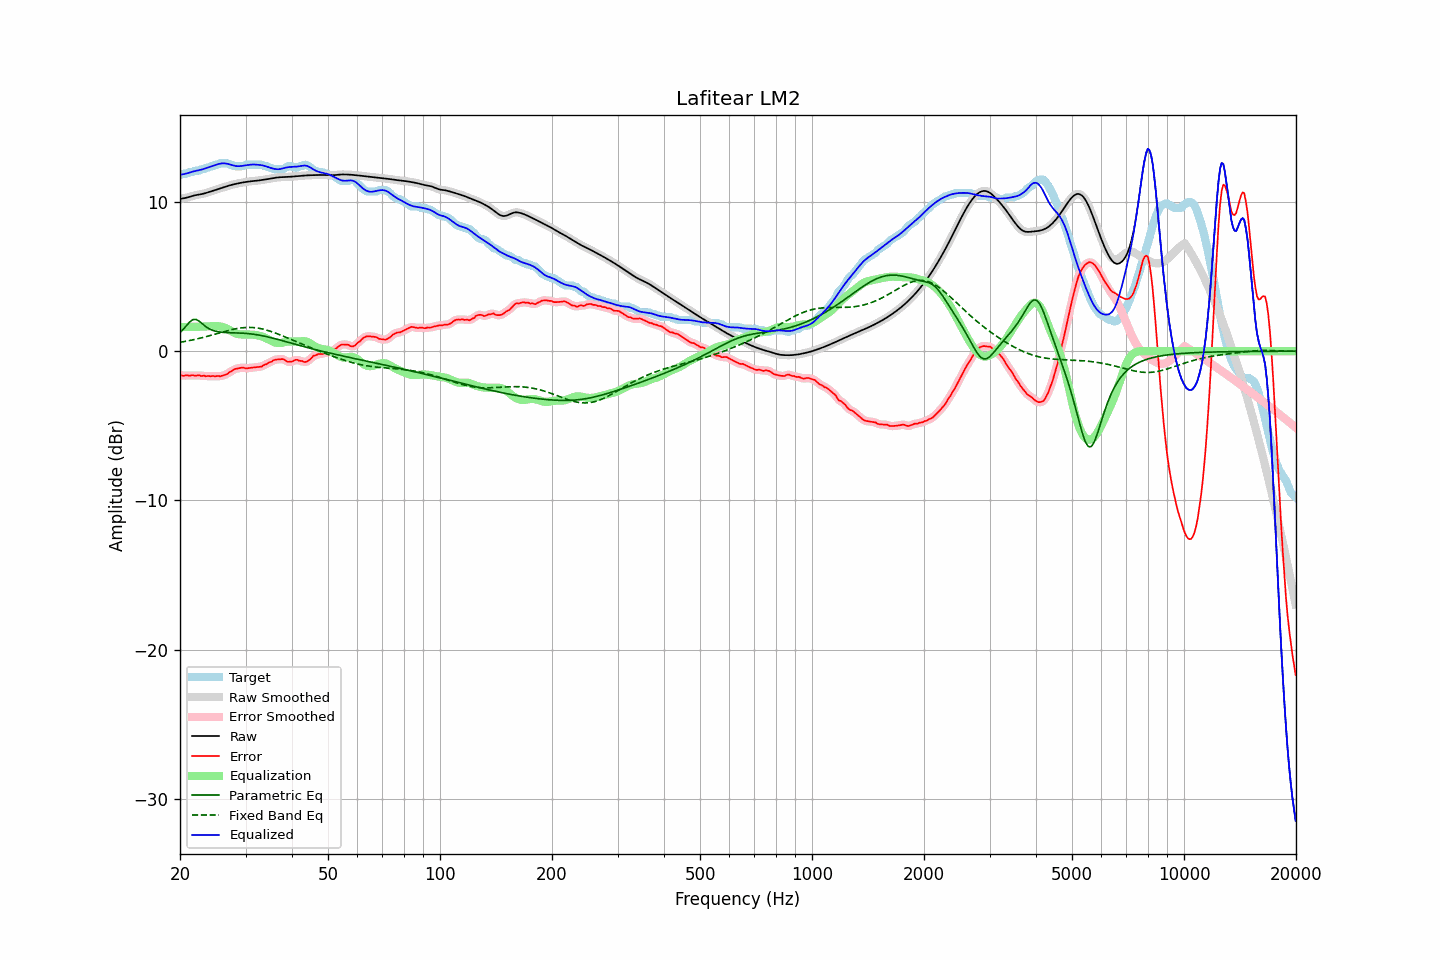 Lafitear LM2
Amplitude (dBr)
10
0
−10
−20
−30
Target
Raw Smoothed
Error Smoothed
Raw
Error
Equalization
Parametric Eq
Fixed Band Eq
Equalized
20 50 100 200 500 1000 2000 5000 10000 20000
Frequency (Hz)